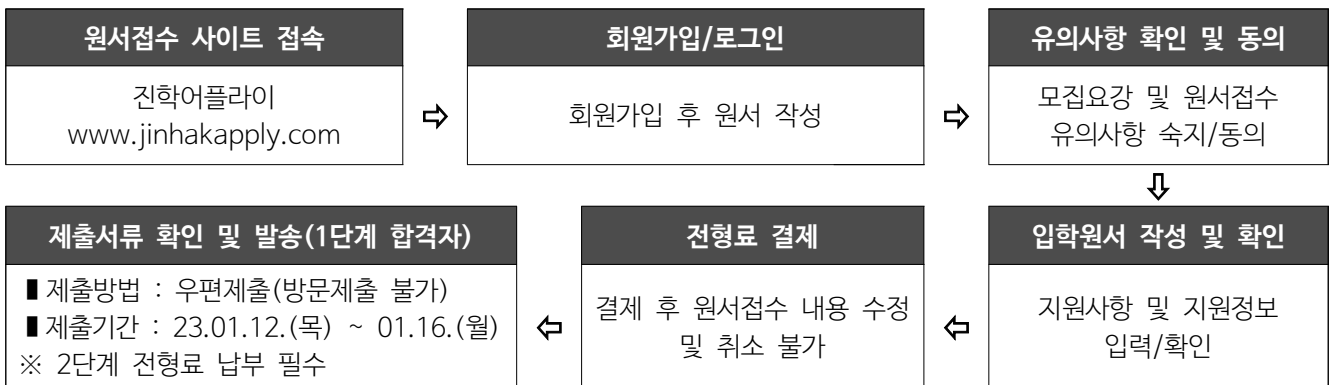 원서접수 사이트 접속
진학어플라이
www.jinhakapply.com
⇨
회원가입/로그인
회원가입 후 원서 작성
⇨
유의사항 확인 및 동의
모집요강 및 원서접수
유의사항 숙지/동의
⇩
입학원서 작성 및 확인
지원사항 및 지원정보
입력/확인
⇦
전형료 결제
결제 후 원서접수 내용 수정
및 취소 불가
⇦
제출서류 확인 및 발송(1단계 합격자)
▮제출방법 : 우편제출(방문제출 불가)
▮제출기간 : 23.01.12.(목) ~ 01.16.(월)
※ 2단계 전형료 납부 필수